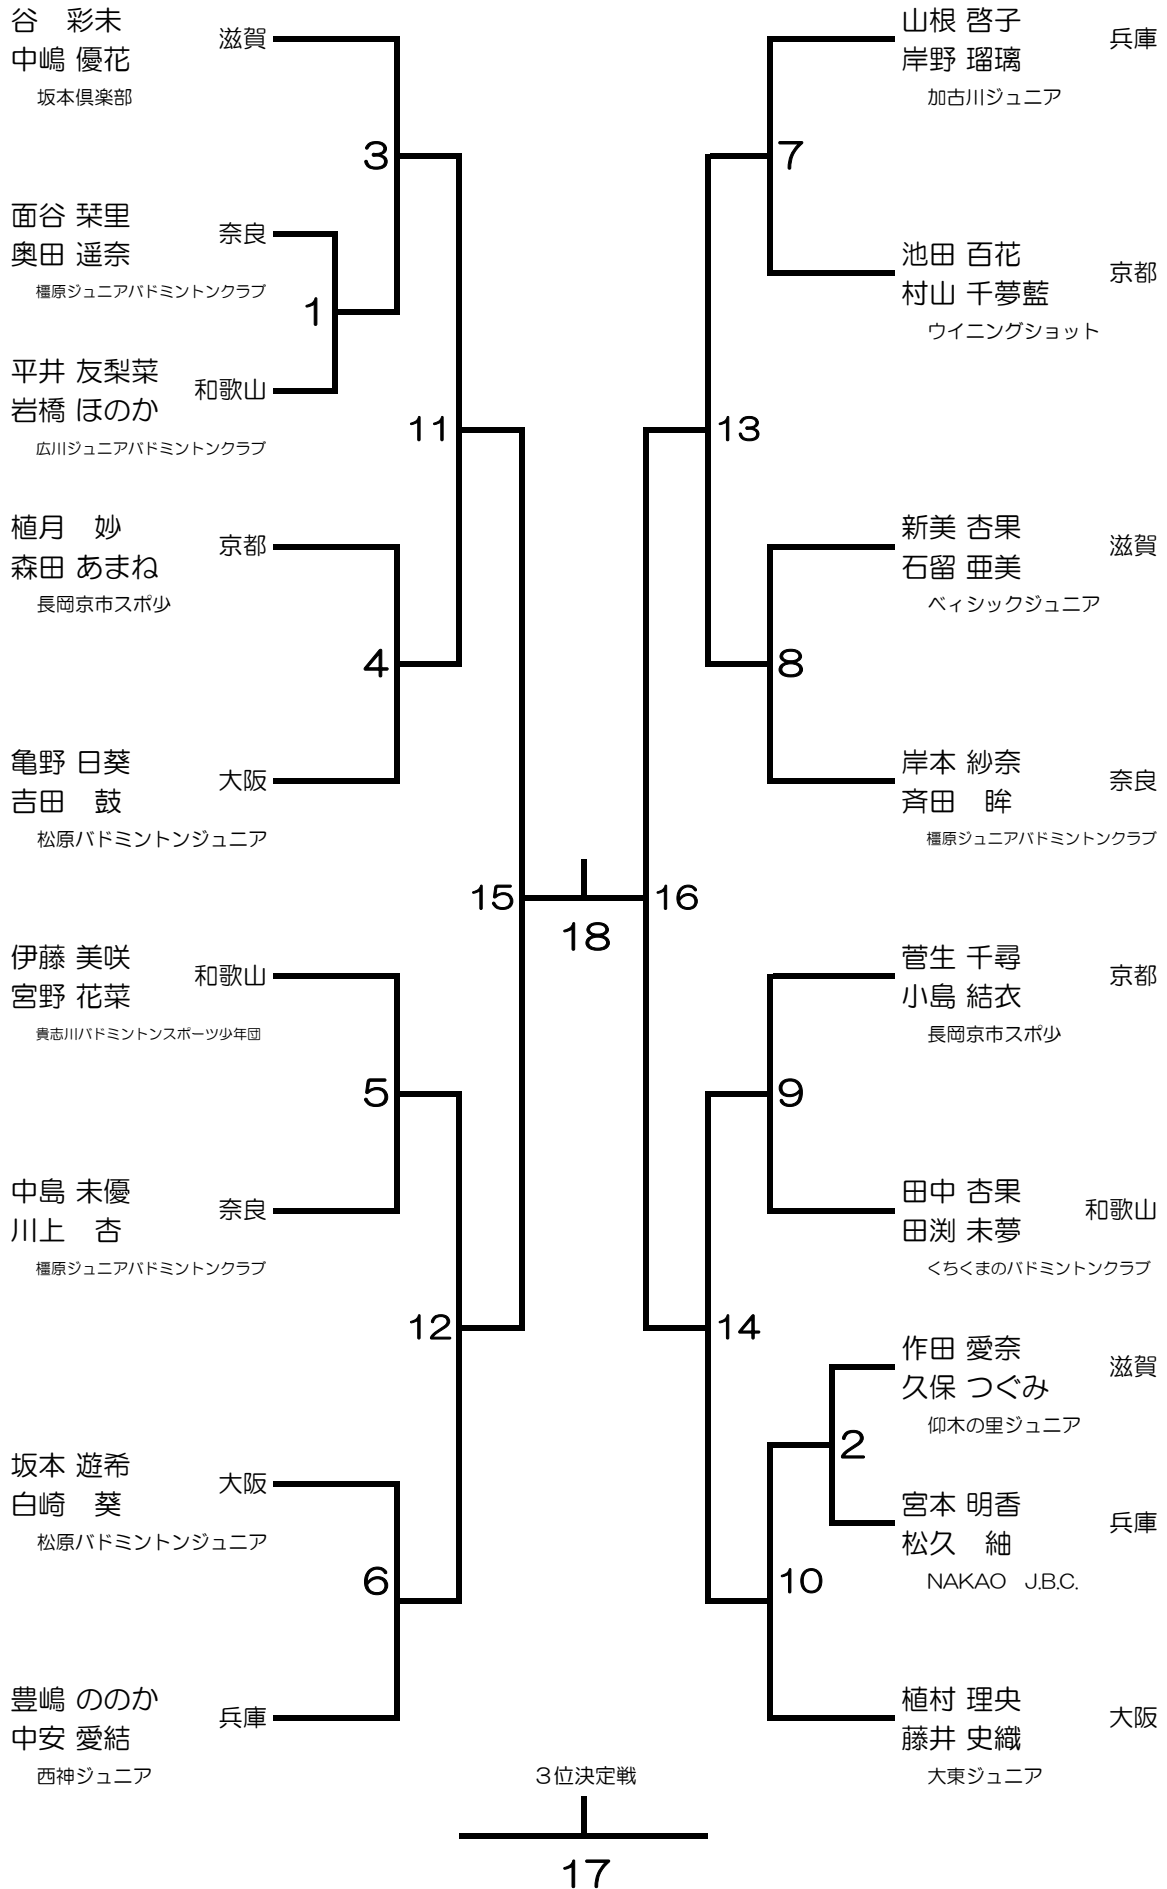 谷　彩未
中嶋 優花
滋賀
坂本倶楽部
3
面谷 栞里
奥田 遥奈
奈良
橿原ジュニアバドミントンクラブ
1
平井 友梨菜
岩橋 ほのか
和歌山
広川ジュニアバドミントンクラブ
11
植月　妙
森田 あまね
京都
長岡京市スポ少
4
亀野 日葵
吉田　鼓
大阪
松原バドミントンジュニア
15
伊藤 美咲
宮野 花菜
和歌山
貴志川バドミントンスポーツ少年団
5
中島 未優
川上　杏
奈良
橿原ジュニアバドミントンクラブ
12
坂本 遊希
白崎　葵
大阪
松原バドミントンジュニア
6
豊嶋 ののか
中安 愛結
兵庫
西神ジュニア
18
山根 啓子
岸野 瑠璃
兵庫
加古川ジュニア
7
池田 百花
村山 千夢藍
京都
ウイニングショット
13
新美 杏果
石留 亜美
滋賀
ベィシックジュニア
8
岸本 紗奈
斉田　眸
奈良
橿原ジュニアバドミントンクラブ
16
菅生 千尋
小島 結衣
京都
長岡京市スポ少
9
田中 杏果
田渕 未夢
和歌山
くちくまのバドミントンクラブ
14
作田 愛奈
久保 つぐみ
滋賀
仰木の里ジュニア
2
宮本 明香
松久　紬
兵庫
NAKAO　J.B.C.
10
植村 理央
藤井 史織
大阪
大東ジュニア
３位決定戦
17